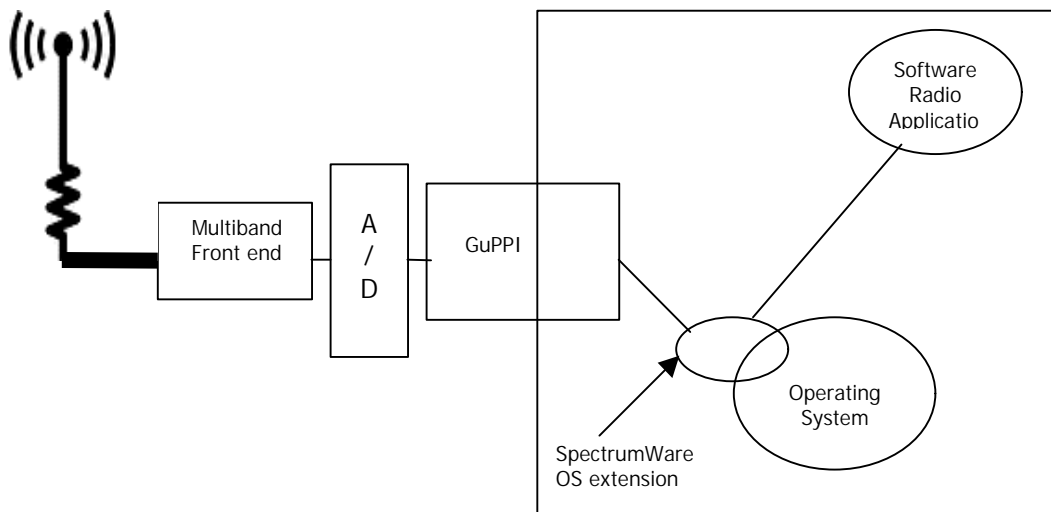 Software
Radio
Applicatio
Multiband
Front end
A
/
D
GuPPI
Operating
System
SpectrumWare
OS extension